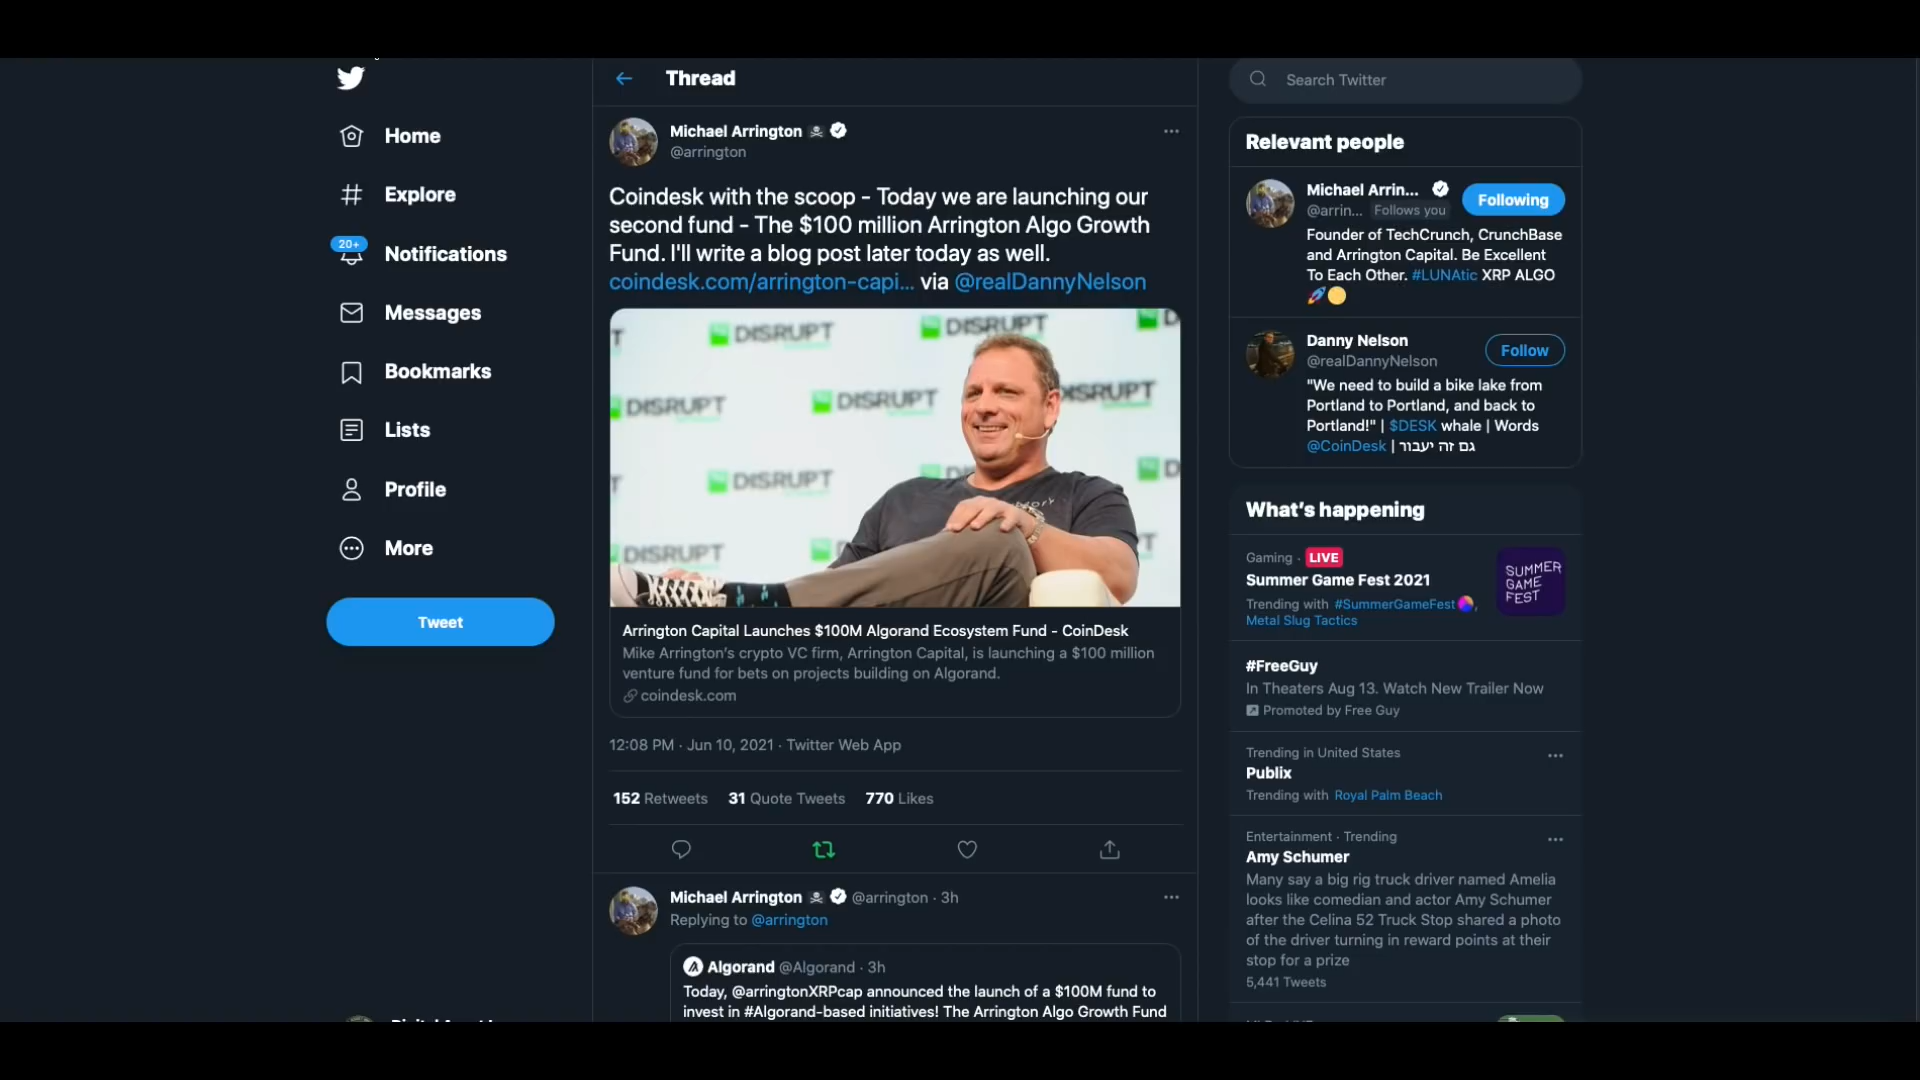 Home
Explore
20+
Notifications
Messages
Bookmarks
Lists
Profile
More
Tweet
Thread
Michael Arrington
@arrington
Coindesk with the scoop - Today we are launching our
second fund - The $100 million Arrington Algo Growth
Fund. I'll write a blog post later today as well.
coindesk.com/arrington-capi... via @realDannyNelson
DISRUPT DISRUPT
DISRUPT DISRUPT DISRUPT
DISRUPT
DISRUPT
Arrington Capital Launches $100M Algorand Ecosystem Fund - CoinDesk
Mike Arrington's crypto VC firm, Arrington Capital, is launching a $100 million
venture fund for bets on projects building on Algorand.
coindesk.com
12:08 PM · Jun 10, 2021 · Twitter Web App
152 Retweets 31 Quote Tweets 770 Likes
Michael Arrington @arrington · 3h
Replying to @arrington
Algorand @Algorand · 3h
Today, @arringtonXRPcap announced the launch of a $100M fund to
invest in #Algorand-based initiatives! The Arrington Algo Growth Fund
Search Twitter
Relevant people
Michael Arrin...
@arrin... Follows you
Following
Founder of TechCrunch, CrunchBase
and Arrington Capital. Be Excellent
To Each Other. #LUNAtic XRP ALGO
Danny Nelson
@realDannyNelson
Follow
"We need to build a bike lake from
Portland to Portland, and back to
Portland!" | $DESK whale | Words
@CoinDesk | גם זה יעבור
What's happening
Gaming · LIVE
Summer Game Fest 2021
Trending with #SummerGameFest,
Metal Slug Tactics
SUMMER
GAME
FEST
#FreeGuy
In Theaters Aug 13. Watch New Trailer Now
Promoted by Free Guy
Trending in United States
Publix
Trending with Royal Palm Beach
Entertainment · Trending
Amy Schumer
Many say a big rig truck driver named Amelia
looks like comedian and actor Amy Schumer
after the Celina 52 Truck Stop shared a photo
of the driver turning in reward points at their
stop for a prize
5,441 Tweets